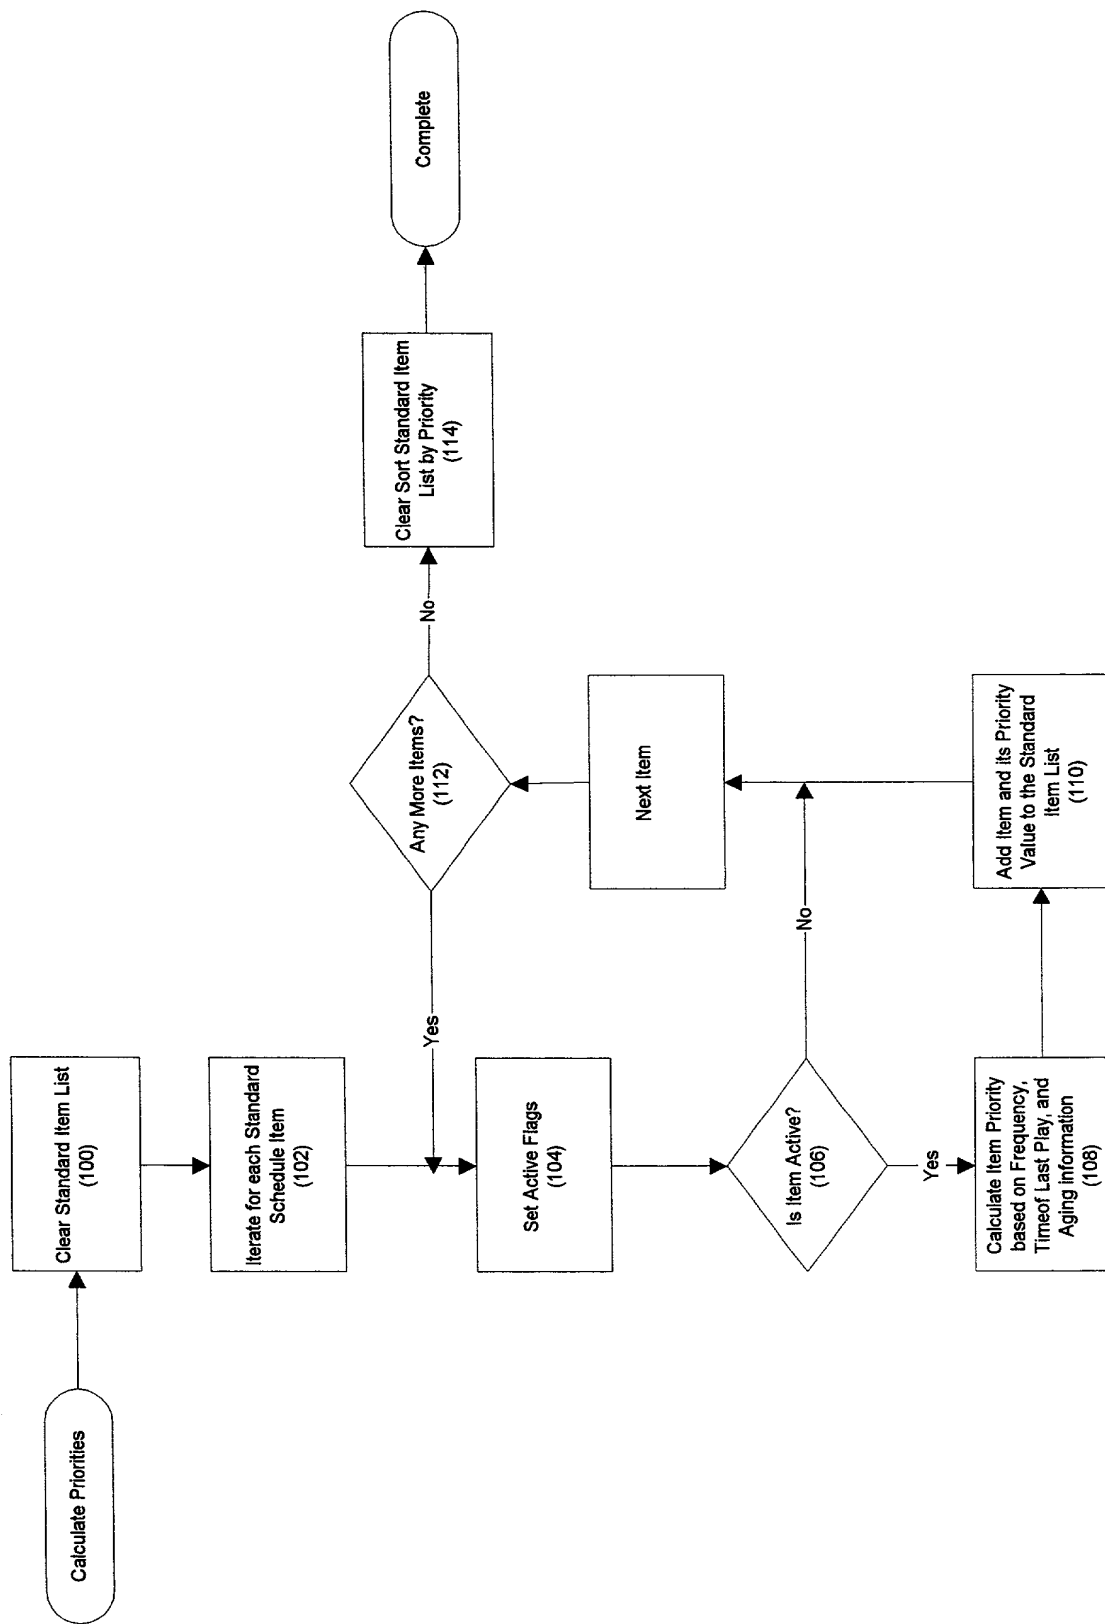 Calculate Priorities
Clear Standard Item List
(100)
Iterate for each Standard
Schedule Item
(102)
Yes
Set Active Flags
(104)
Is Item Active?
(106)
Yes
Calculate Item Priority
based on Frequency,
Timeof Last Play, and
Aging information
(108)
No
Add Item and its Priority
Value to the Standard
Item List
(110)
Next Item
Any More Items?
(112)
No
Clear Sort Standard Item
List by Priority
(114)
Complete